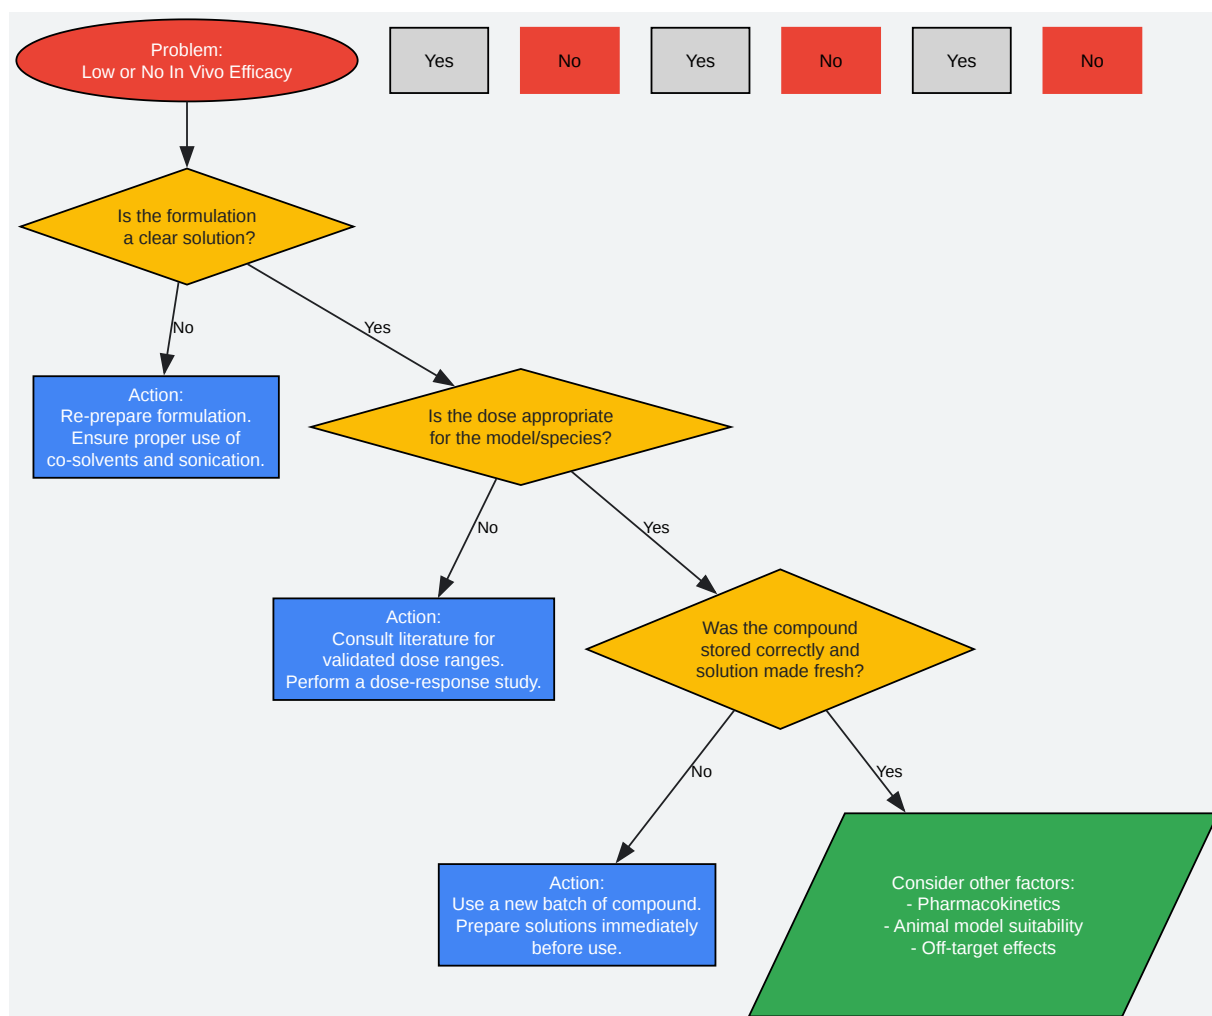 Problem:
Low or No In Vivo Efficacy
Yes
No
Yes
No
Yes
No
Is the formulation
a clear solution?
No
Yes
Action:
Re-prepare formulation.
Ensure proper use of
co-solvents and sonication.
Is the dose appropriate
for the model/species?
No
Yes
Action:
Consult literature for
validated dose ranges.
Perform a dose-response study.
Was the compound
stored correctly and
solution made fresh?
No
Yes
Action:
Use a new batch of compound.
Prepare solutions immediately
before use.
Consider other factors:
- Pharmacokinetics
- Animal model suitability
- Off-target effects